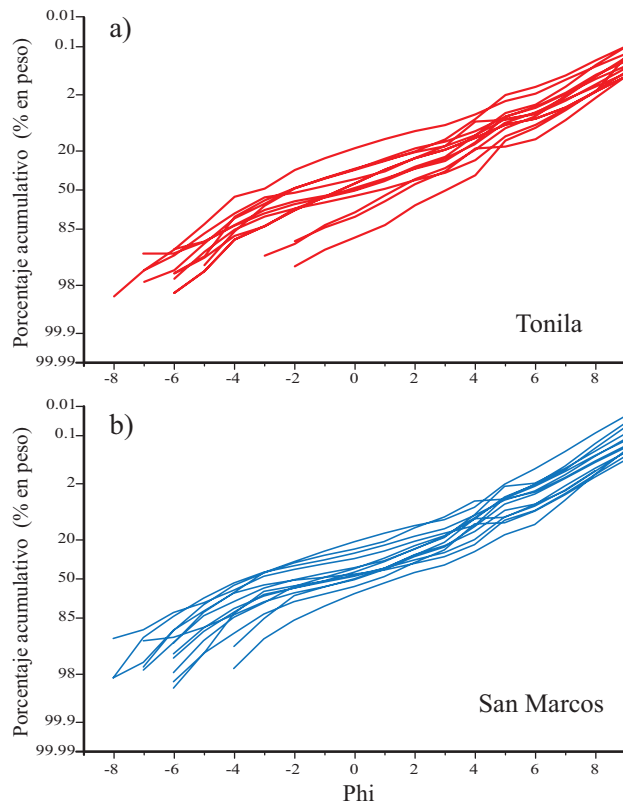 a)
Porcentaje acumulativo (% en peso)
0.01
0.1
2
20
50
85
98
99.9
99.99
Tonila
-8 -6 -4 -2 0 2 4 6 8
b)
Porcentaje acumulativo (% en peso)
0.01
0.1
2
20
50
85
98
99.9
99.99
San Marcos
-8 -6 -4 -2 0 2 4 6 8
Phi